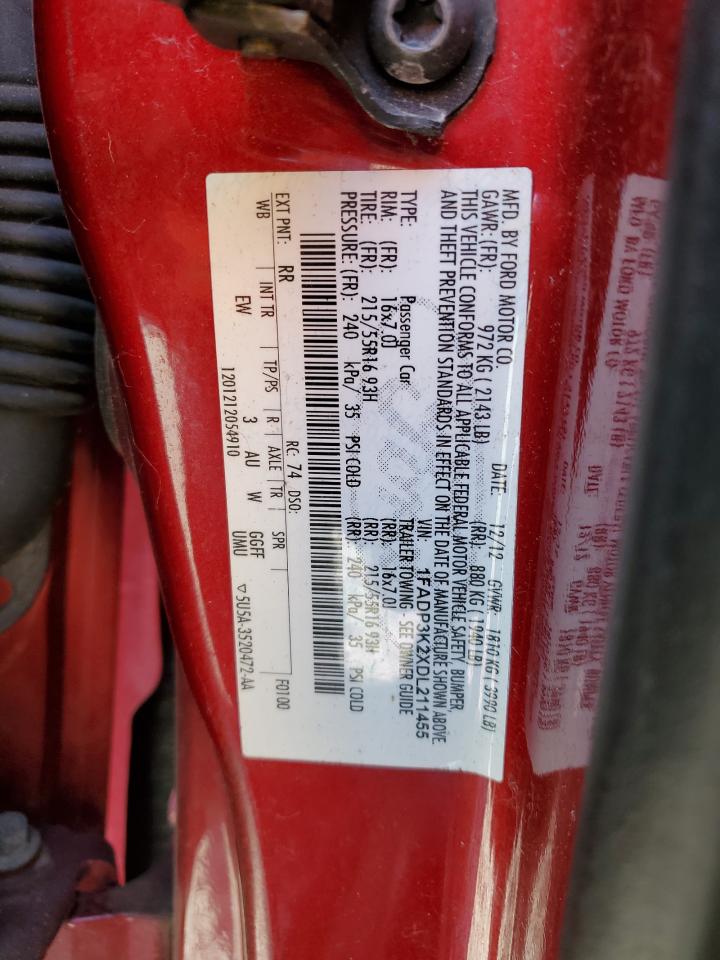 MFD. BY FORD MOTOR CO. DATE: 12/12 GVWR: 1810 KG ( 3990 LB)
GAWR: (FR): 972 KG ( 2143 LB) (RR): 880 KG ( 1940 LB)
THIS VEHICLE CONFORMS TO ALL APPLICABLE FEDERAL MOTOR VEHICLE SAFETY, BUMPER,
AND THEFT PREVENTION STANDARDS IN EFFECT ON THE DATE OF MANUFACTURE SHOWN ABOVE
VIN: 1FADP3K2XDL211455
TYPE: Passenger Car TRAILER TOWING - SEE OWNER GUIDE
RIM: (FR): 16x7.0J (RR): 16x7.0J
TIRE: (FR): 215/55R16 93H (RR): 215/55R16 93H
PRESSURE: (FR): 240 kPa/ 35 PSI COLD (RR): 240 kPa/ 35 PSI COLD
RC: 74 DSO: F0100
EXT PNT: RR
WB INT TR TP/PS R AXLE TR SPR
EW 3 AU W GGFF
UMU
1201212054910 ▽ 5U5A-3520472-AA